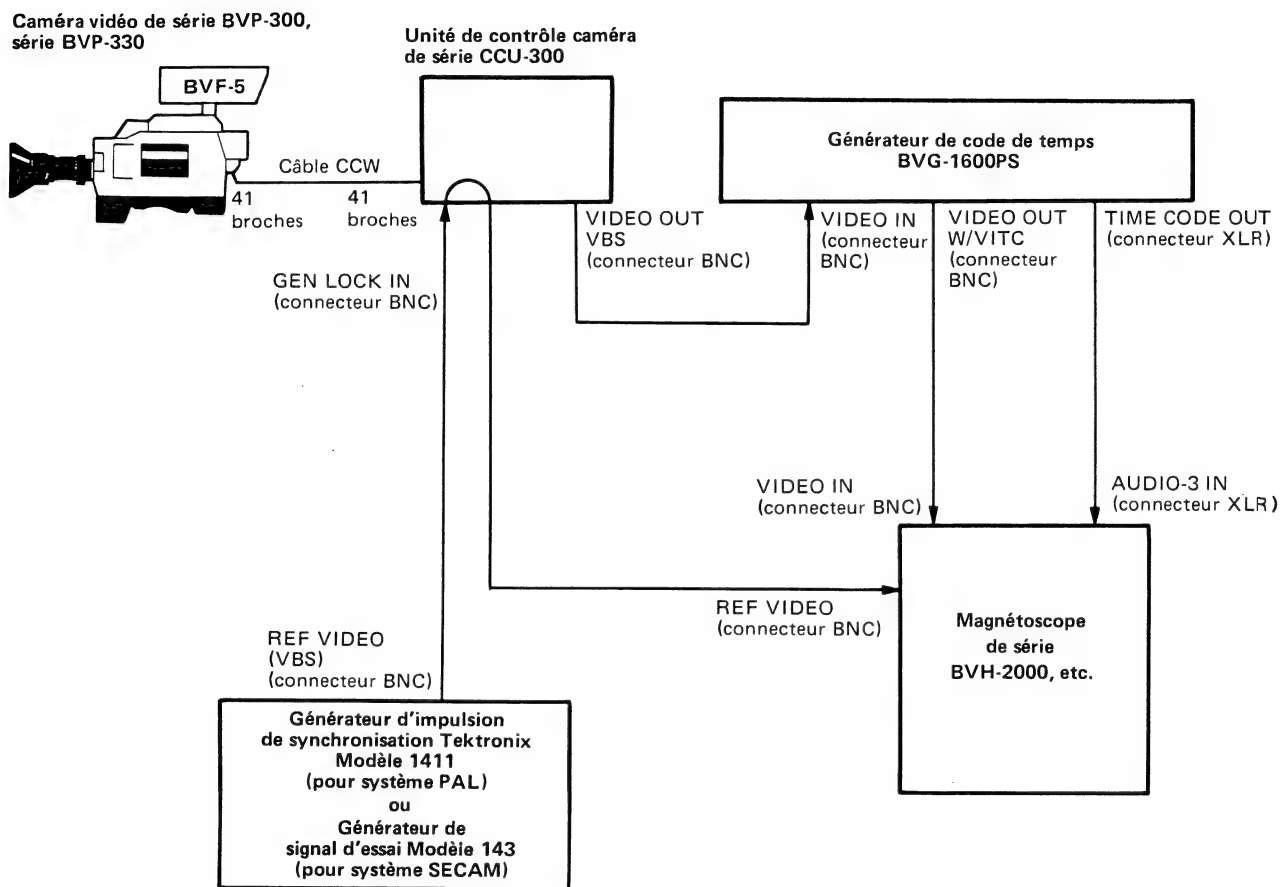 Caméra vidéo de série BVP-300,
série BVP-330
BVF-5
Câble CCW
41
broches
41
broches
Unité de contrôle caméra
de série CCU-300
Générateur de code de temps
BVG-1600PS
GEN LOCK IN
(connecteur BNC)
VIDEO OUT
VBS
(connecteur BNC)
VIDEO IN
(connecteur
BNC)
VIDEO OUT
W/VITC
(connecteur
BNC)
TIME CODE OUT
(connecteur XLR)
VIDEO IN
(connecteur BNC)
AUDIO-3 IN
(connecteur XLR)
REF VIDEO
(connecteur BNC)
Magnétoscope
de série
BVH-2000, etc.
REF VIDEO
(VBS)
(connecteur BNC)
Générateur d'impulsion
de synchronisation Tektronix
Modèle 1411
(pour système PAL)
ou
Générateur de
signal d'essai Modèle 143
(pour système SECAM)